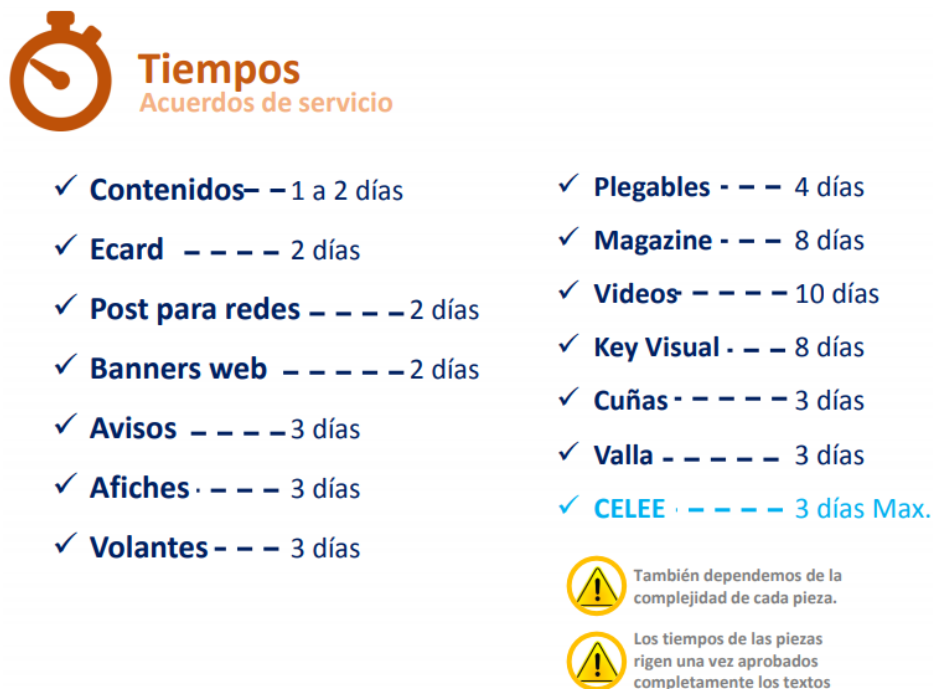 Tiempos
Acuerdos de servicio
Contenidos 1 a 2 días
Ecard 2 días
Post para redes 2 días
Banners web 2 días
Avisos 3 días
Afiches 3 días
Volantes 3 días
Plegables 4 días
Magazine 8 días
Videos 10 días
Key Visual 8 días
Cuñas 3 días
Valla 3 días
CELEE 3 días Max.
También dependemos de la
complejidad de cada pieza.
Los tiempos de las piezas
rigen una vez aprobados
completamente los textos